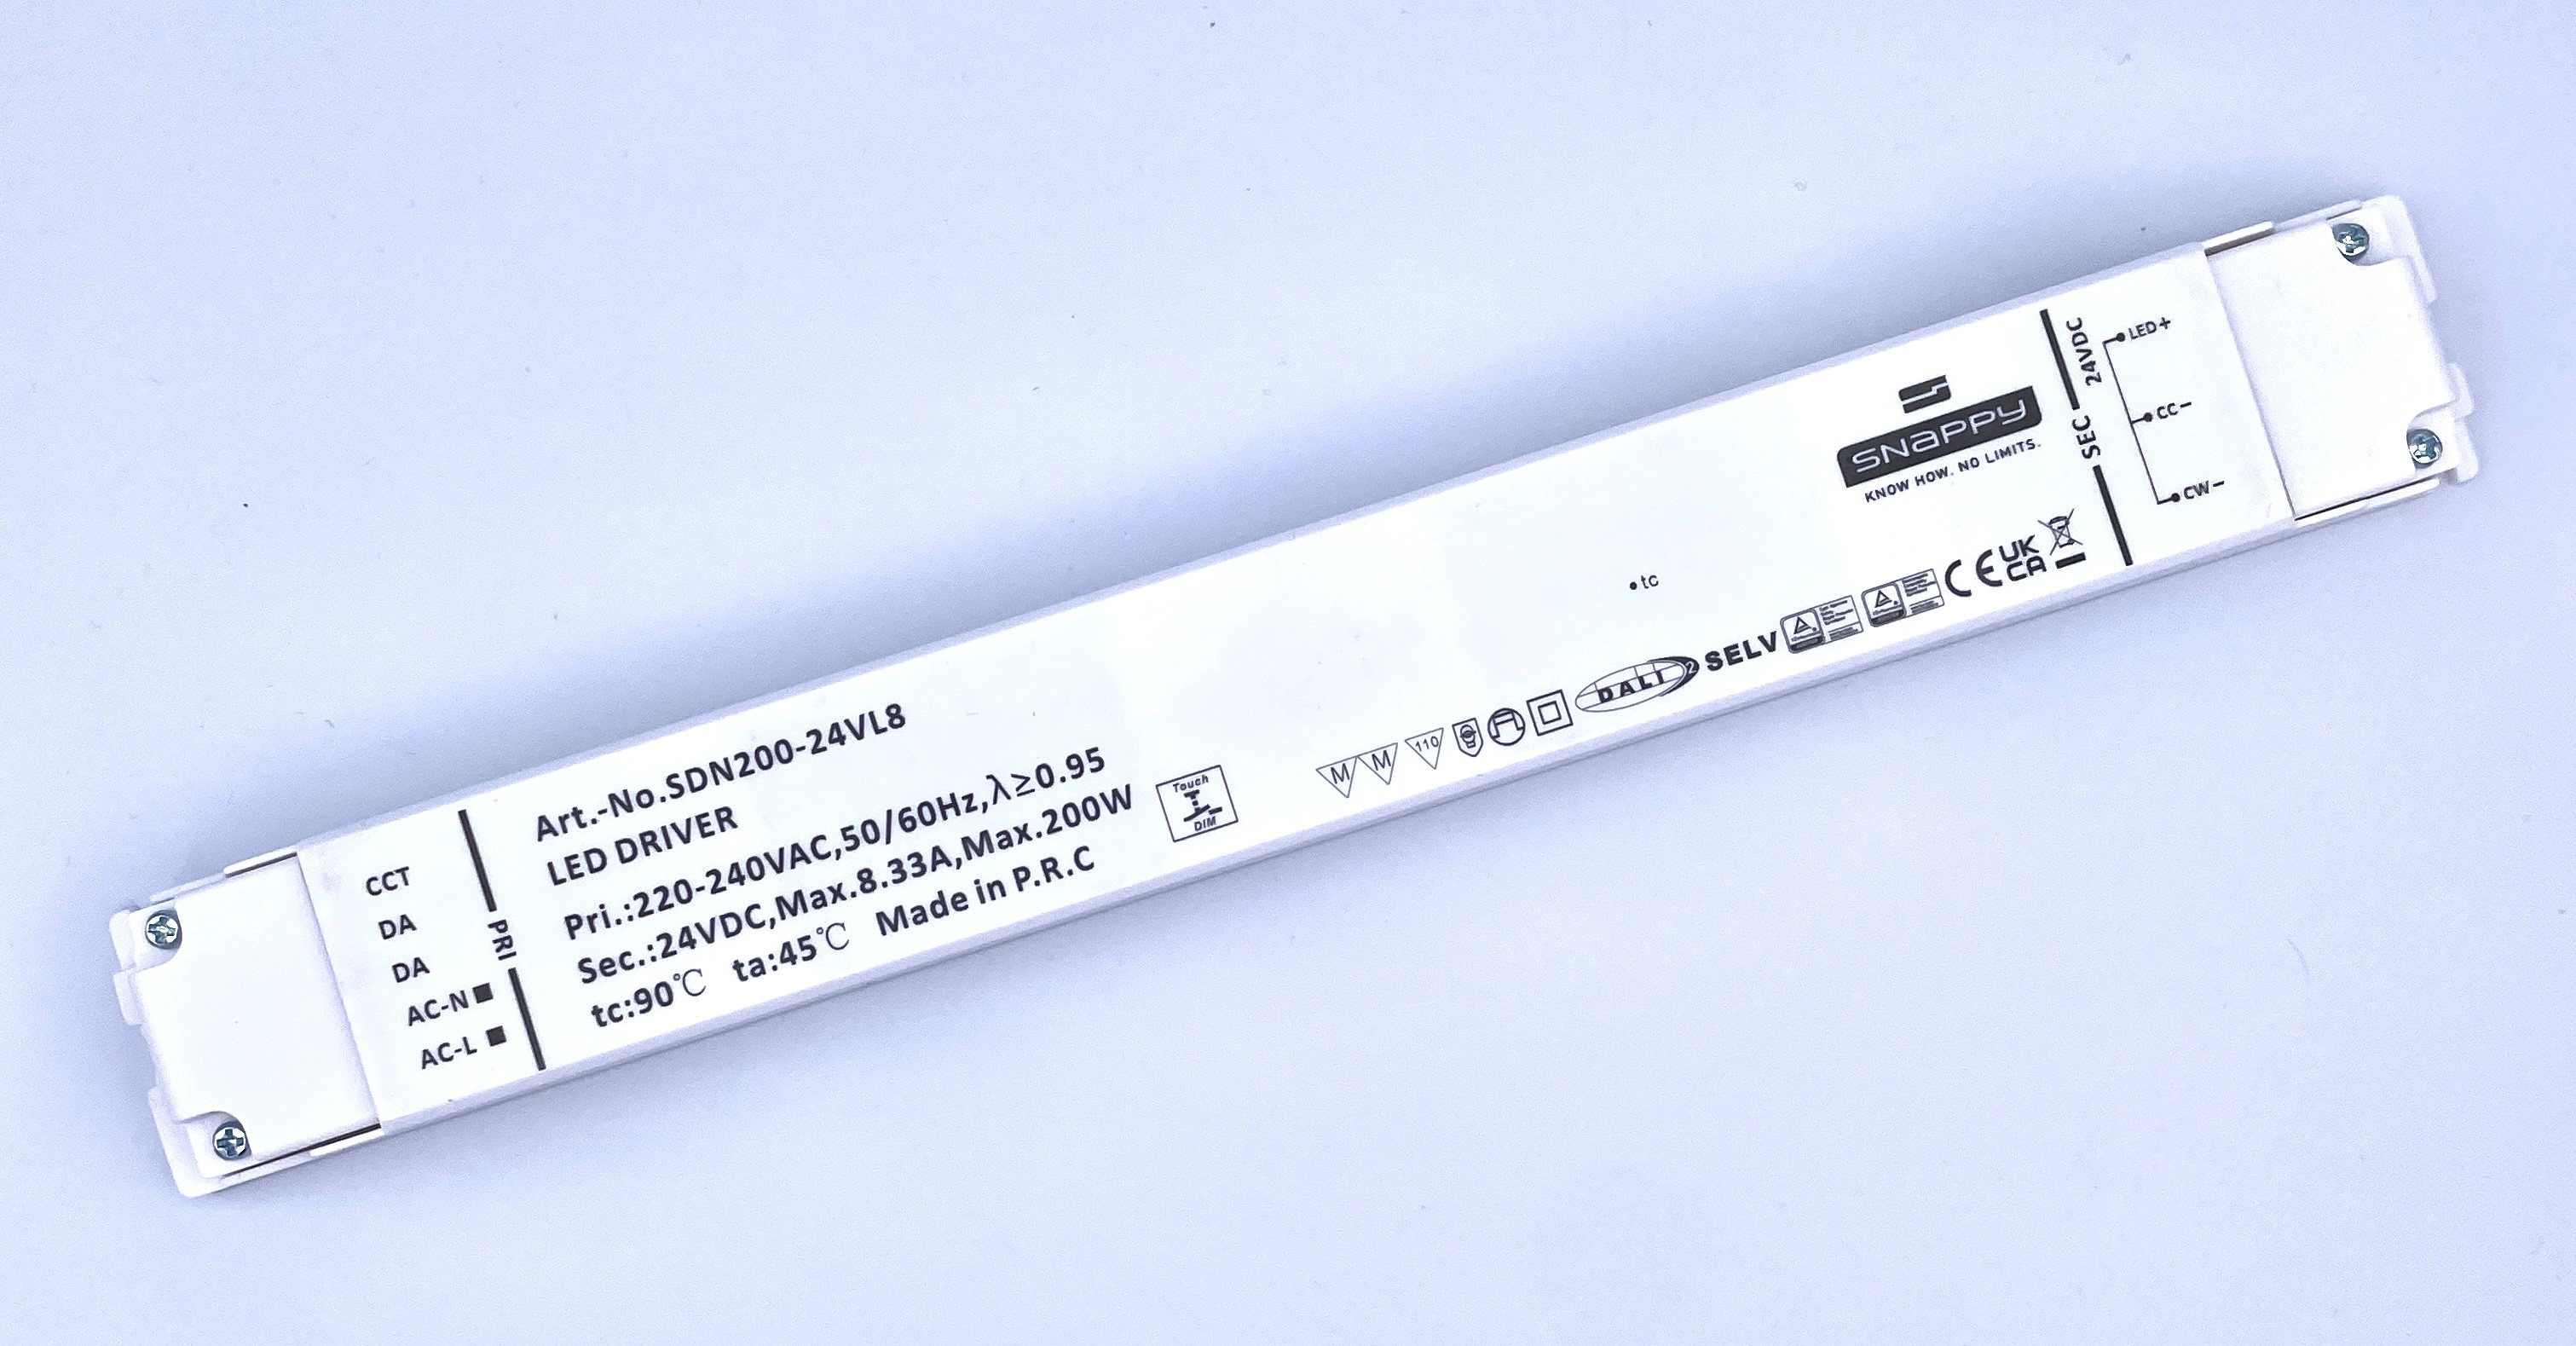 CCT
DA
DA
AC-N
AC-L
PRI
Art.-No.SDN200-24VL8
LED DRIVER
Pri.:220-240VAC,50/60Hz,λ≥0.95
Sec.:24VDC,Max.8.33A,Max.200W
tc:90℃ ta:45℃ Made in P.R.C
Touch
DIM
M M 110
DALI 2
SELV
tc
SNAPPY
KNOW HOW. NO LIMITS.
CE UK
CA
SEC 24VDC
LED+
CC-
CW-